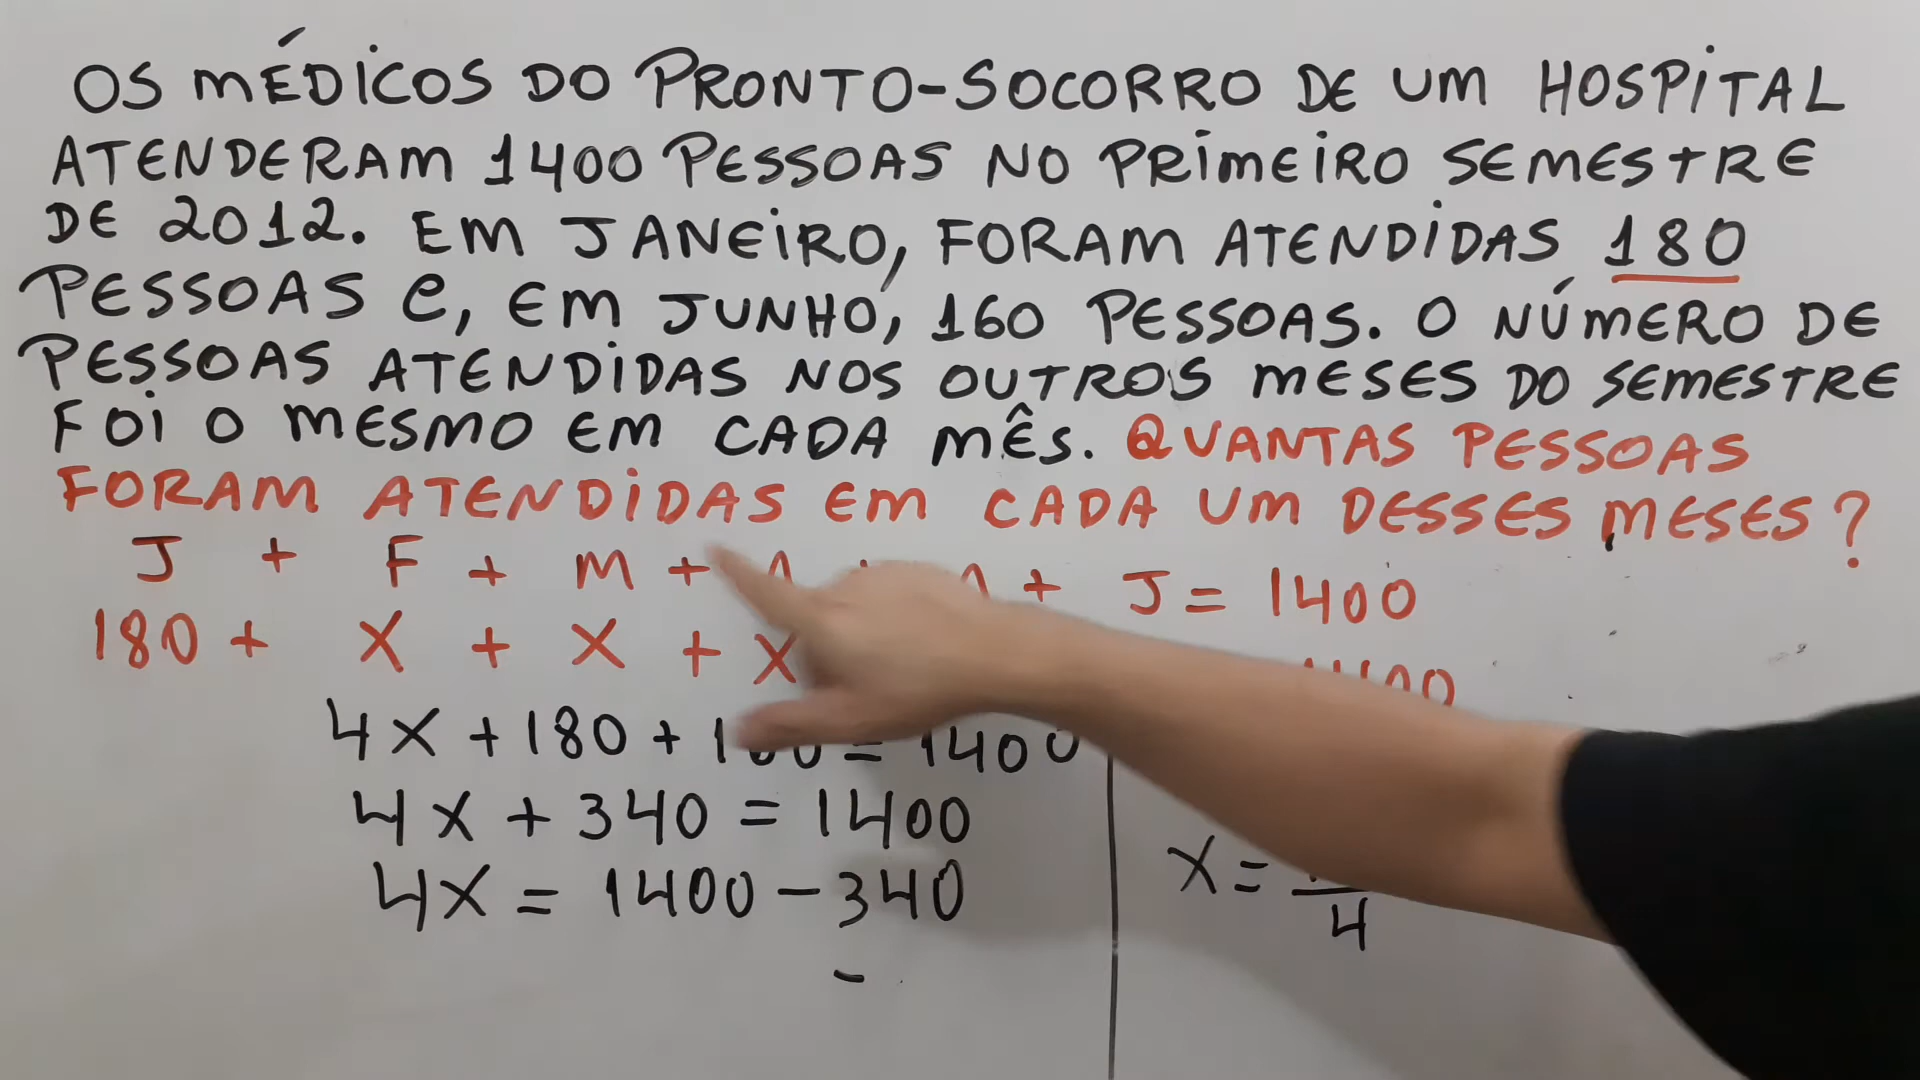 OS MÉDICOS DO PRONTO-SOCORRO DE UM HOSPITAL
ATENDERAM 1400 PESSOAS NO PRIMEIRO SEMESTRE
DE 2012. EM JANEIRO, FORAM ATENDIDAS 180
PESSOAS E, EM JUNHO, 160 PESSOAS. O NÚMERO DE
PESSOAS ATENDIDAS NOS OUTROS MESES DO SEMESTRE
FOI O MESMO EM CADA MÊS. QUANTAS PESSOAS
FORAM ATENDIDAS EM CADA UM DESSES MESES?
J + F + M + + J = 1400
180 + X + X + X
4X + 180 + = 1400
4X + 340 = 1400
4X = 1400 - 340
-
X =
4